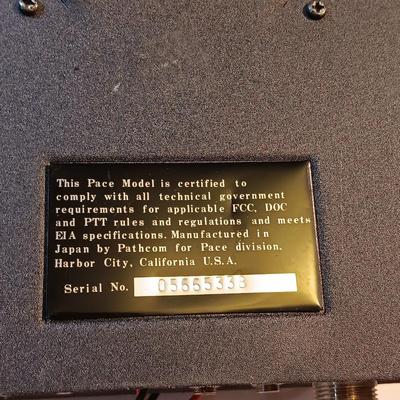 This Pace Model is certified to
comply with all technical government
requirements for applicable FCC, DOC
and PTT rules and regulations and meets
EIA specifications. Manufactured in
Japan by Pathcom for Pace division.
Harbor City, California U.S.A.
Serial No. 05665333